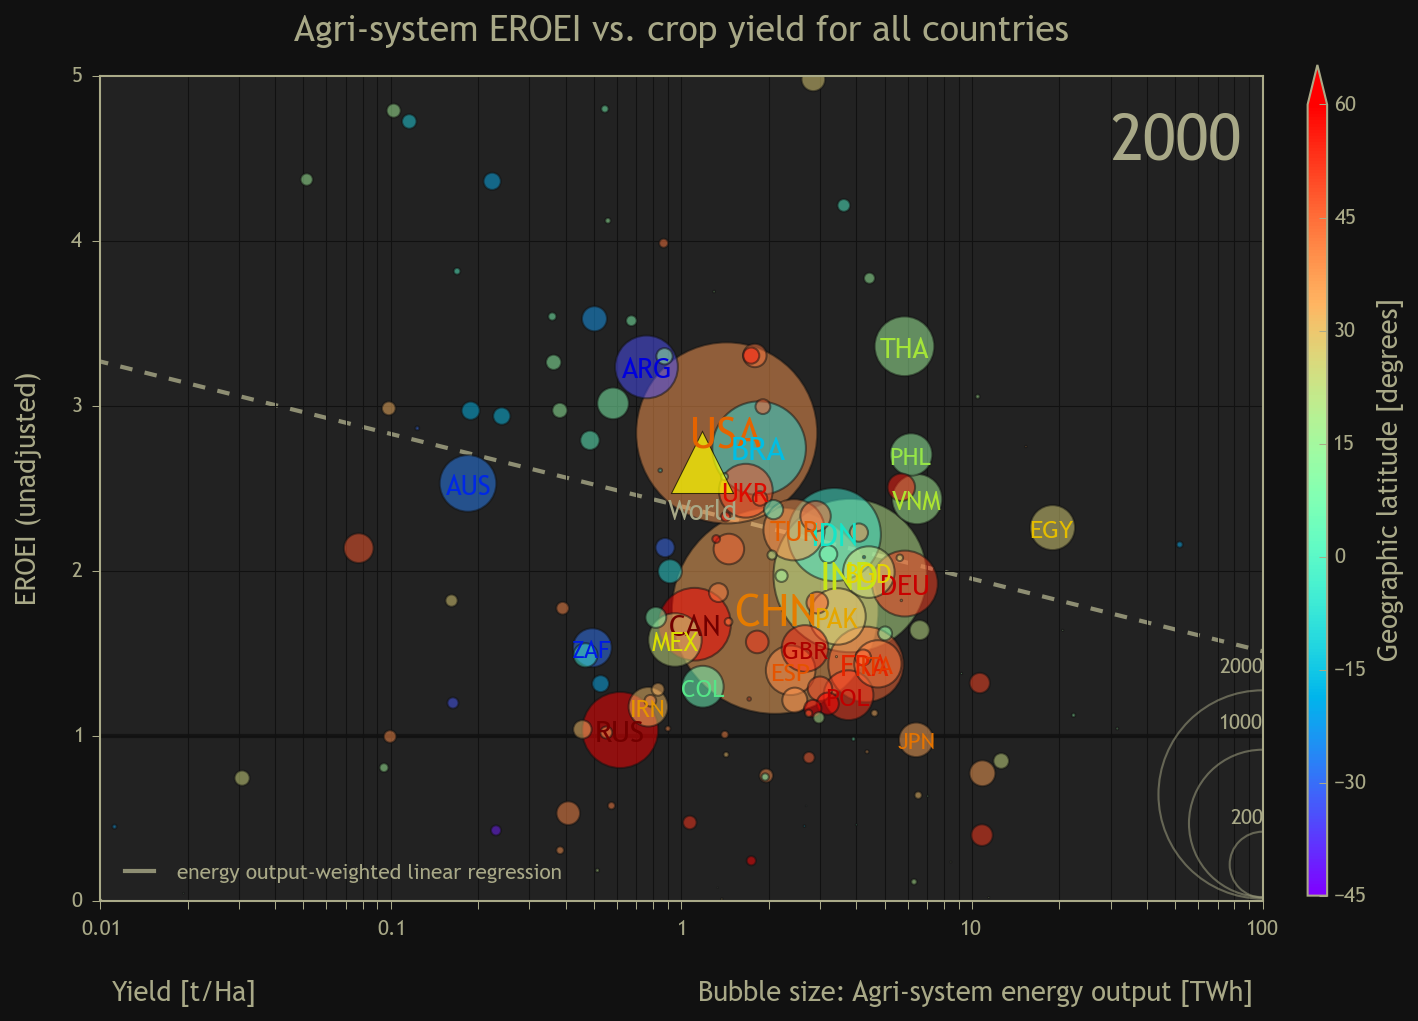 Agri-system EROEI vs. crop yield for all countries
2000
EROEI (unadjusted)
5
4
3
2
1
0
0.01
0.1
1
10
100
Yield [t/Ha]
Bubble size: Agri-system energy output [TWh]
energy output-weighted linear regression
THA
ARG
USA
BRA
PHL
AUS
UKR
VNM
World
EGY
TUR
IDN
IND
DEU
CHN
PAK
CAN
MEX
ZAF
GBR
FRA
ESP
COL
POL
IRN
RUS
JPN
2000
1000
200
60
45
30
15
0
−15
−30
−45
Geographic latitude [degrees]